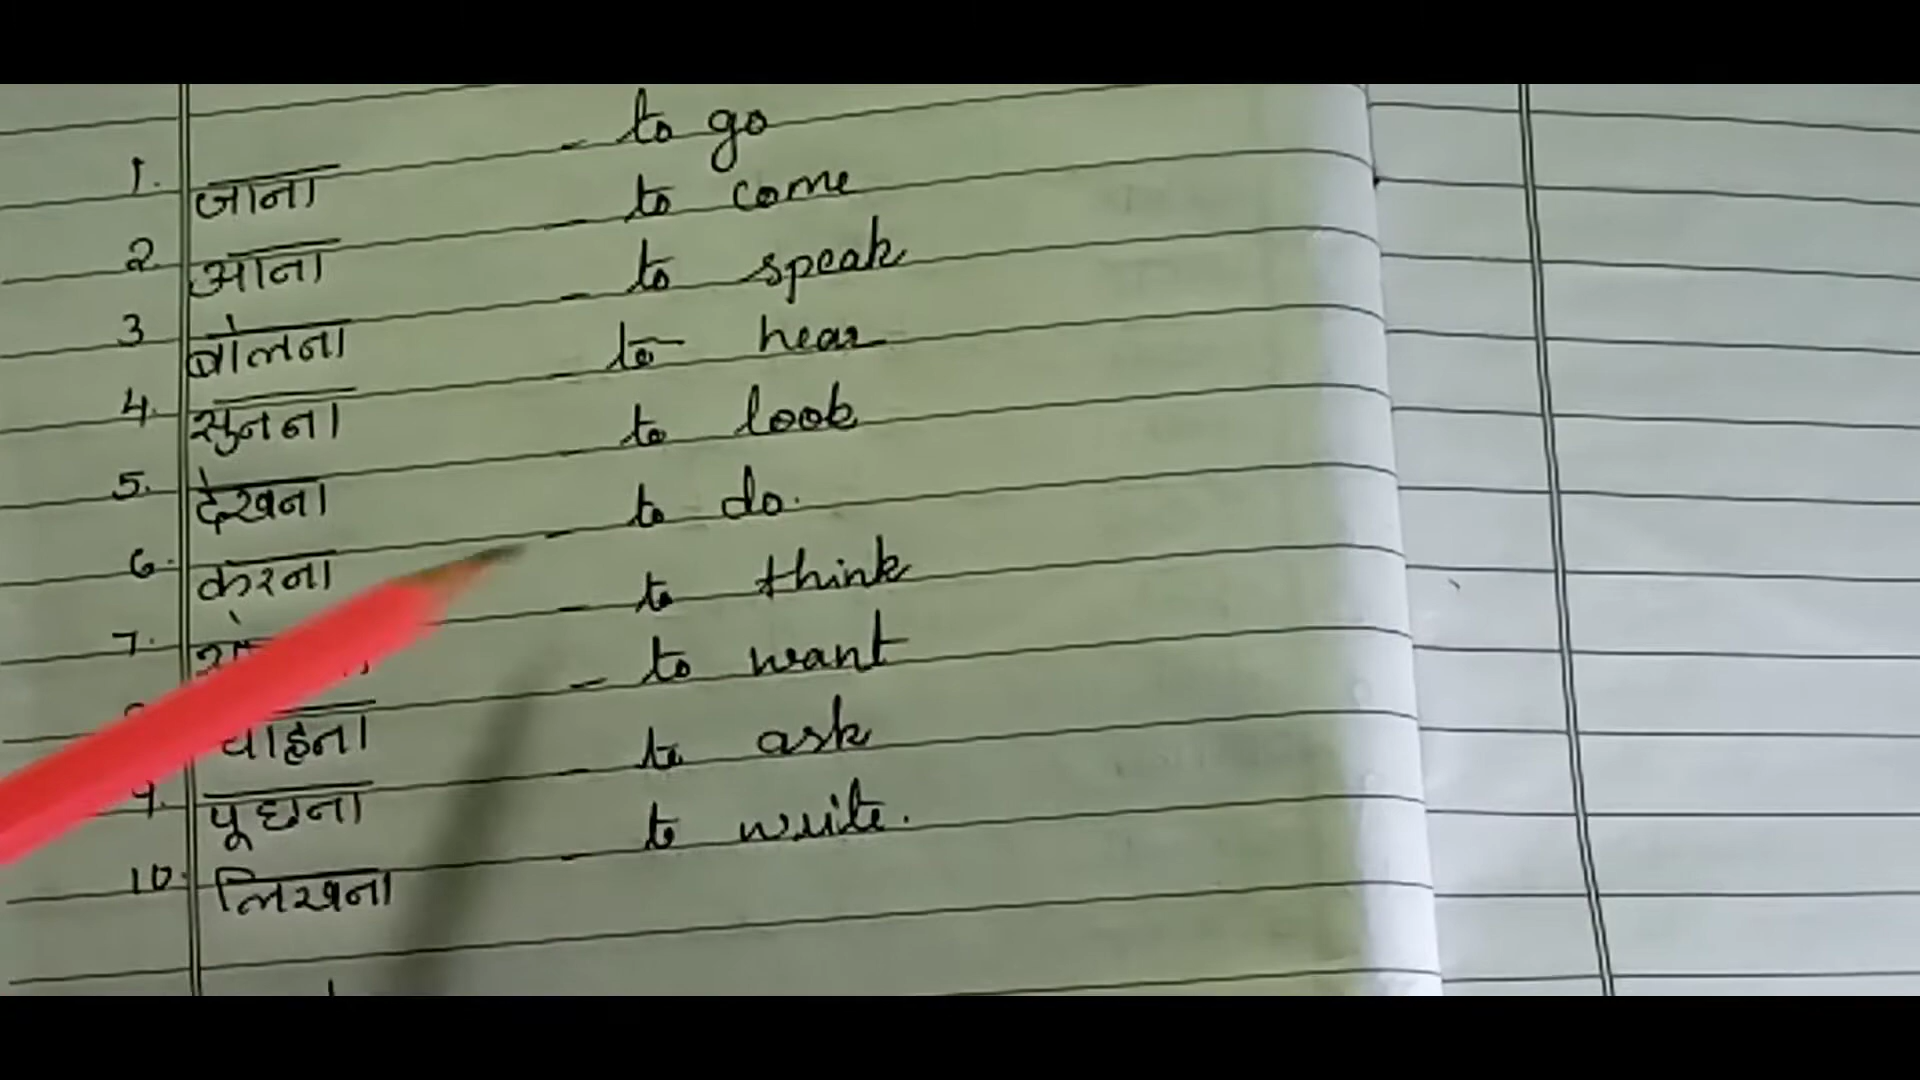 1. जाना - to go
2 आना - to come
3 बोलना - to speak
4. सुनना - to hear
5. देखना - to look
6. करना - to do.
7. - to think
चाहना - to want
9. पूछना - to ask
10. लिखना - to write.